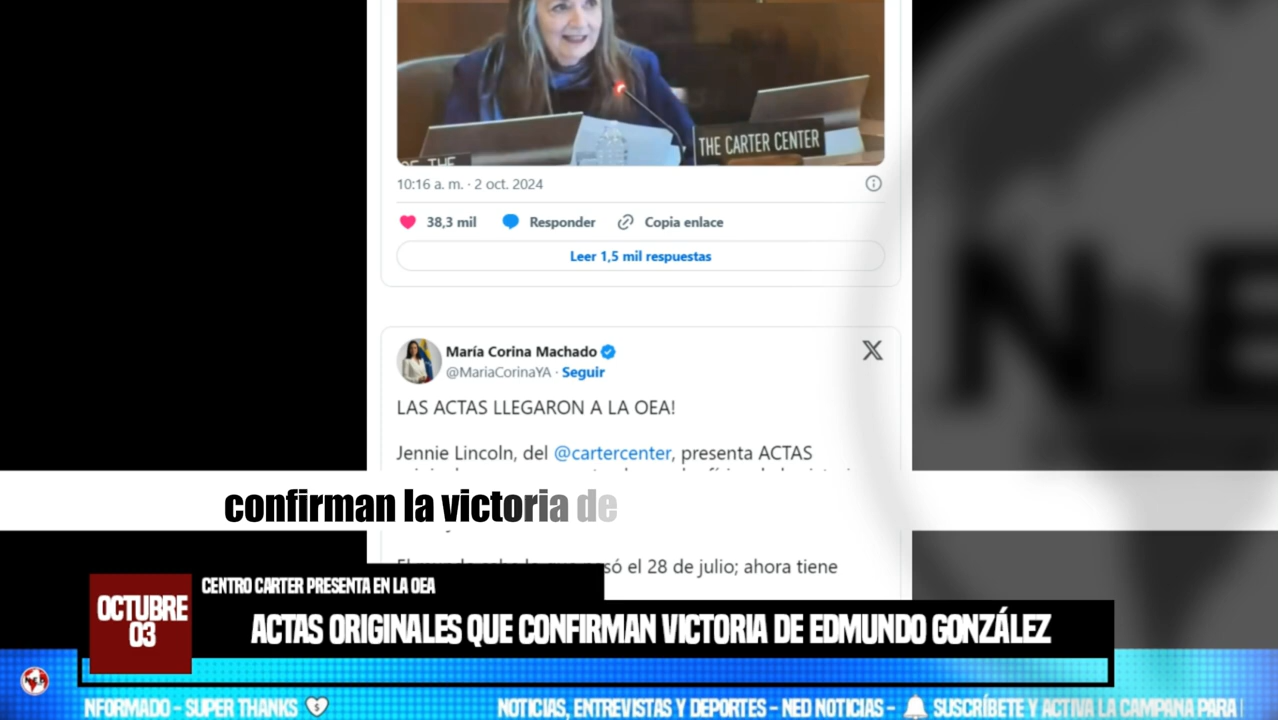 THE CARTER CENTER
10:16 a. m. · 2 oct. 2024
38,3 mil Responder Copia enlace
Leer 1,5 mil respuestas
María Corina Machado
@MariaCorinaYA · Seguir
LAS ACTAS LLEGARON A LA OEA!
Jennie Lincoln, del @cartercenter, presenta ACTAS
confirman la victoria de
só el 28 de julio; ahora tiene
CENTRO CARTER PRESENTA EN LA OEA
OCTUBRE
03
ACTAS ORIGINALES QUE CONFIRMAN VICTORIA DE EDMUNDO GONZÁLEZ
NFORMADO - SUPER THANKS
NOTICIAS, ENTREVISTAS Y DEPORTES - NED NOTICIAS -
SUSCRÍBETE Y ACTIVA LA CAMPANA PARA